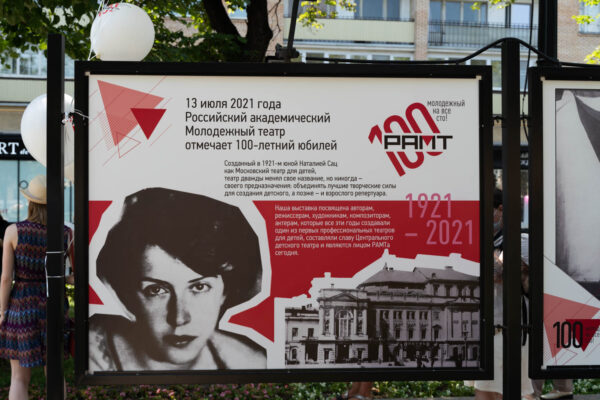 13 июля 2021 года
Российский академический
Молодежный театр
отмечает 100-летний юбилей
молодежный
на все
сто!
100
РАМТ
Созданный в 1921-м юной Наталией Сац
как Московский театр для детей,
театр дважды менял свое название, но никогда –
своего предназначения: объединять лучшие творческие силы
для создания детского, а позже – и взрослого репертуара.
Наша выставка посвящена авторам,
режиссерам, художникам, композиторам,
актерам, которые все эти годы создавали
один из первых профессиональных театров
для детей, составляли славу Центрального
детского театра и являются лицом РАМТа
сегодня.
1921
– 2021
100